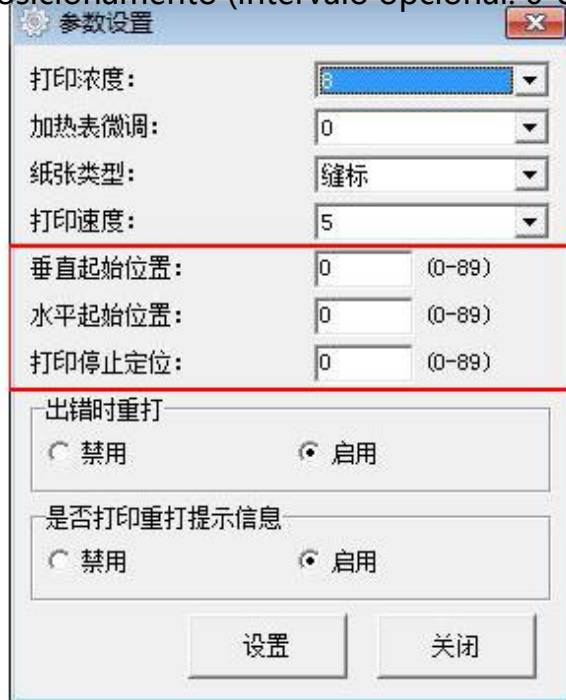 posicionamento (intervalo opcional: 0-
参数设置
打印浓度: 8
加热表微调: 0
纸张类型: 缝标
打印速度: 5
垂直起始位置: 0 (0-89)
水平起始位置: 0 (0-89)
打印停止定位: 0 (0-89)
出错时重打
禁用 启用
是否打印重打提示信息
禁用 启用
设置 关闭